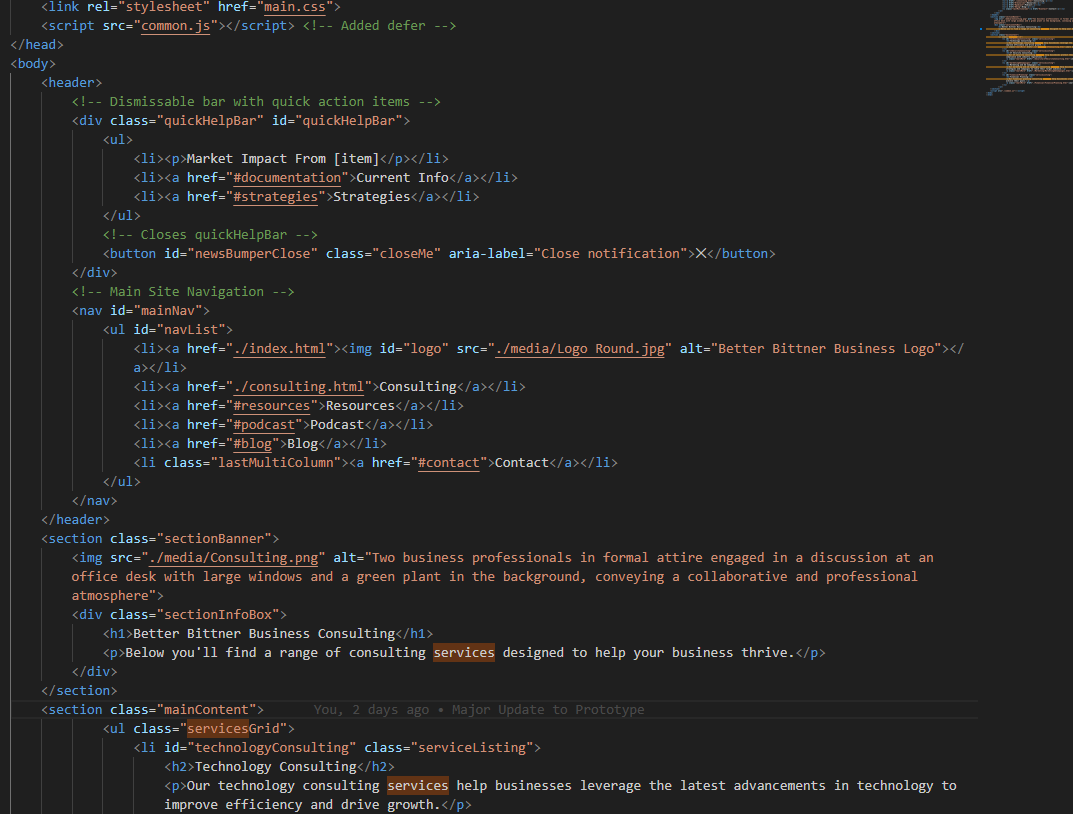 <link rel="stylesheet" href="main.css">
<script src="common.js"></script> <!-- Added defer -->
</head>
<body>
<header>
<!-- Dismissable bar with quick action items -->
<div class="quickHelpBar" id="quickHelpBar">
<ul>
<li><p>Market Impact From [item]</p></li>
<li><a href="#documentation">Current Info</a></li>
<li><a href="#strategies">Strategies</a></li>
</ul>
<!-- Closes quickHelpBar -->
<button id="newsBumperClose" class="closeMe" aria-label="Close notification">✕</button>
</div>
<!-- Main Site Navigation -->
<nav id="mainNav">
<ul id="navList">
<li><a href="./index.html"><img id="logo" src="./media/Logo Round.jpg" alt="Better Bittner Business Logo"></
a></li>
<li><a href="./consulting.html">Consulting</a></li>
<li><a href="#resources">Resources</a></li>
<li><a href="#podcast">Podcast</a></li>
<li><a href="#blog">Blog</a></li>
<li class="lastMultiColumn"><a href="#contact">Contact</a></li>
</ul>
</nav>
</header>
<section class="sectionBanner">
<img src="./media/Consulting.png" alt="Two business professionals in formal attire engaged in a discussion at an
office desk with large windows and a green plant in the background, conveying a collaborative and professional
atmosphere">
<div class="sectionInfoBox">
<h1>Better Bittner Business Consulting</h1>
<p>Below you'll find a range of consulting services designed to help your business thrive.</p>
</div>
</section>
<section class="mainContent"> You, 2 days ago • Major Update to Prototype
<ul class="servicesGrid">
<li id="technologyConsulting" class="serviceListing">
<h2>Technology Consulting</h2>
<p>Our technology consulting services help businesses leverage the latest advancements in technology to
improve efficiency and drive growth.</p>